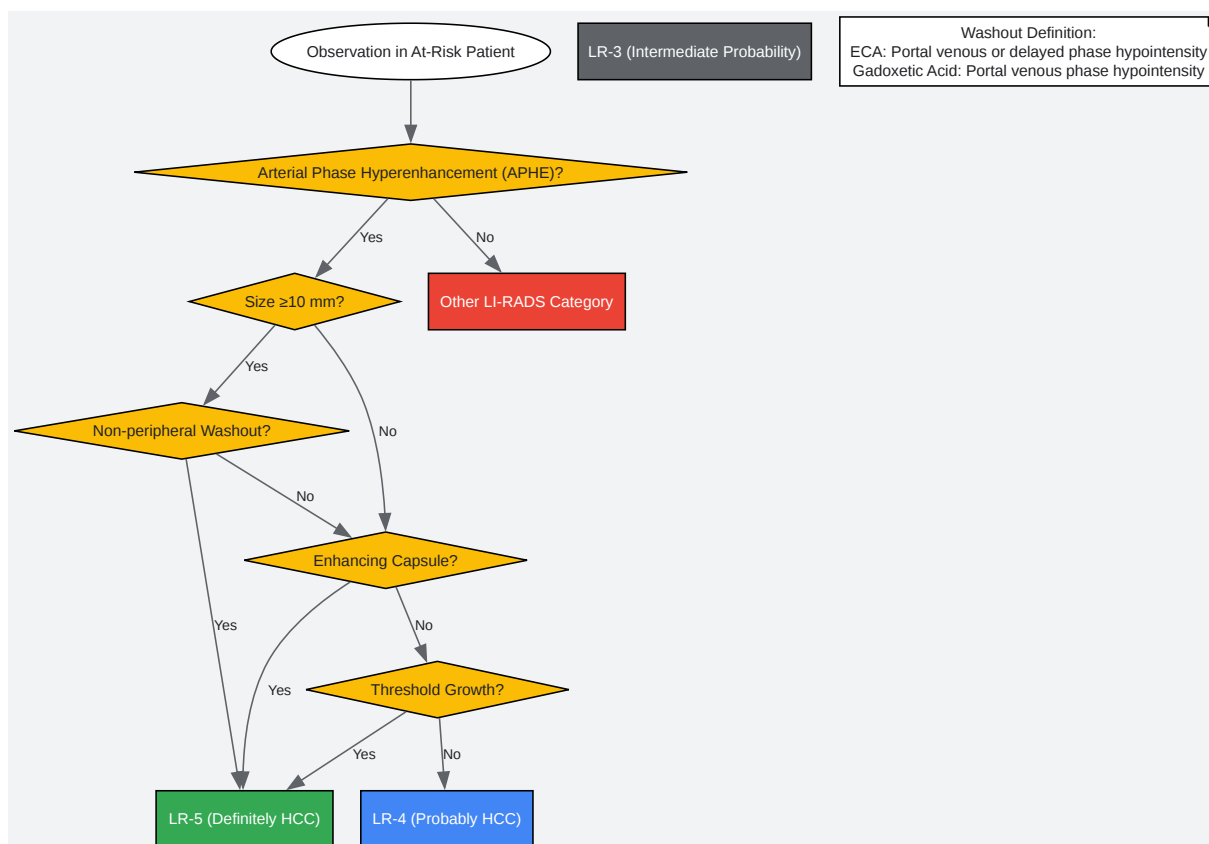 Observation in At-Risk Patient
LR-3 (Intermediate Probability)
Washout Definition:
ECA: Portal venous or delayed phase hypointensity
Gadoxetic Acid: Portal venous phase hypointensity
Arterial Phase Hyperenhancement (APHE)?
Yes
No
Size ≥10 mm?
Other LI-RADS Category
Yes
No
Non-peripheral Washout?
No
Enhancing Capsule?
Yes
No
Yes
Threshold Growth?
Yes
No
LR-5 (Definitely HCC)
LR-4 (Probably HCC)